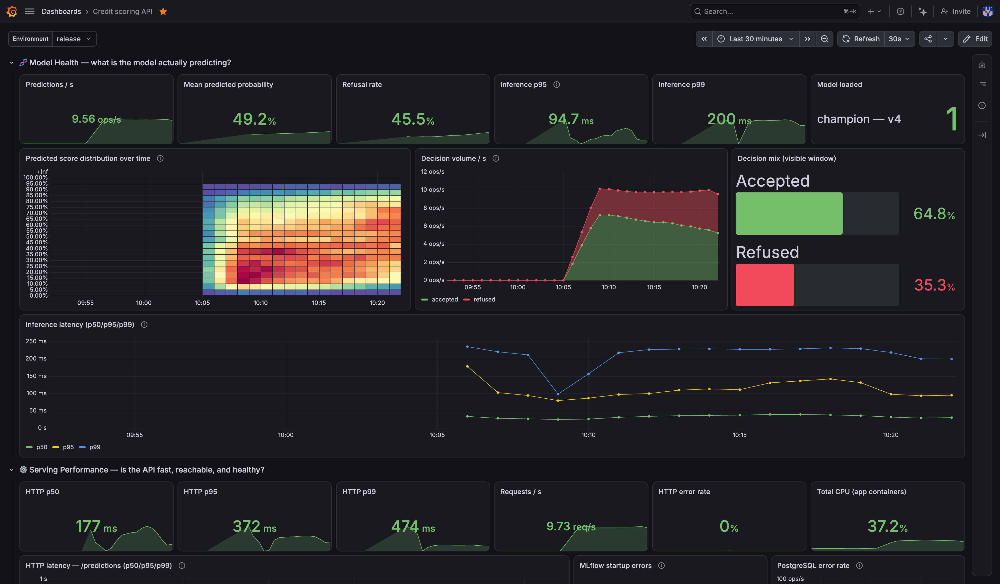 Dashboards › Credit scoring API
Search... ⌘+k
Invite
Environment release
Last 30 minutes
Refresh 30s
Edit
🧬 Model Health — what is the model actually predicting?
Predictions / s
9.56 ops/s
Mean predicted probability
49.2%
Refusal rate
45.5%
Inference p95
94.7 ms
Inference p99
200 ms
Model loaded
champion — v4 1
Predicted score distribution over time
+Inf
100.00%
95.00%
90.00%
85.00%
80.00%
75.00%
70.00%
65.00%
60.00%
55.00%
50.00%
45.00%
40.00%
35.00%
30.00%
25.00%
20.00%
15.00%
10.00%
5.00%
0.00%
09:55 10:00 10:05 10:10 10:15 10:20
Decision volume / s
12 ops/s
10 ops/s
8 ops/s
6 ops/s
4 ops/s
2 ops/s
0 ops/s
09:55 10:00 10:05 10:10 10:15 10:20
accepted refused
Decision mix (visible window)
Accepted
64.8%
Refused
35.3%
Inference latency (p50/p95/p99)
250 ms
200 ms
150 ms
100 ms
50 ms
0 s
09:55 10:00 10:05 10:10 10:15 10:20
p50 p95 p99
⚙️ Serving Performance — is the API fast, reachable, and healthy?
HTTP p50
177 ms
HTTP p95
372 ms
HTTP p99
474 ms
Requests / s
9.73 req/s
HTTP error rate
0%
Total CPU (app containers)
37.2%
HTTP latency — /predictions (p50/p95/p99)
1 s
MLflow startup errors
PostgreSQL error rate
100 ops/s